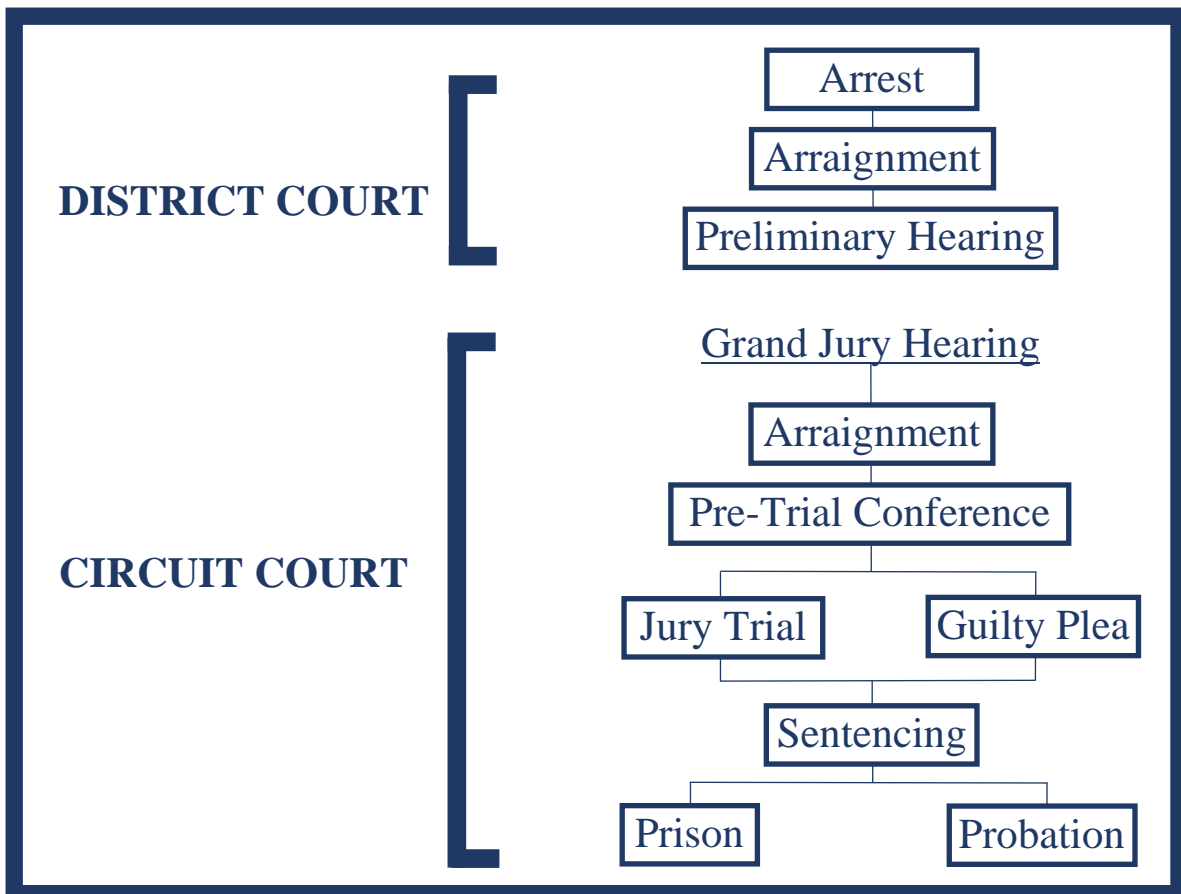 Arrest
Arraignment
DISTRICT COURT
Preliminary Hearing
Grand Jury Hearing
Arraignment
Pre-Trial Conference
CIRCUIT COURT
Jury Trial
Guilty Plea
Sentencing
Prison
Probation